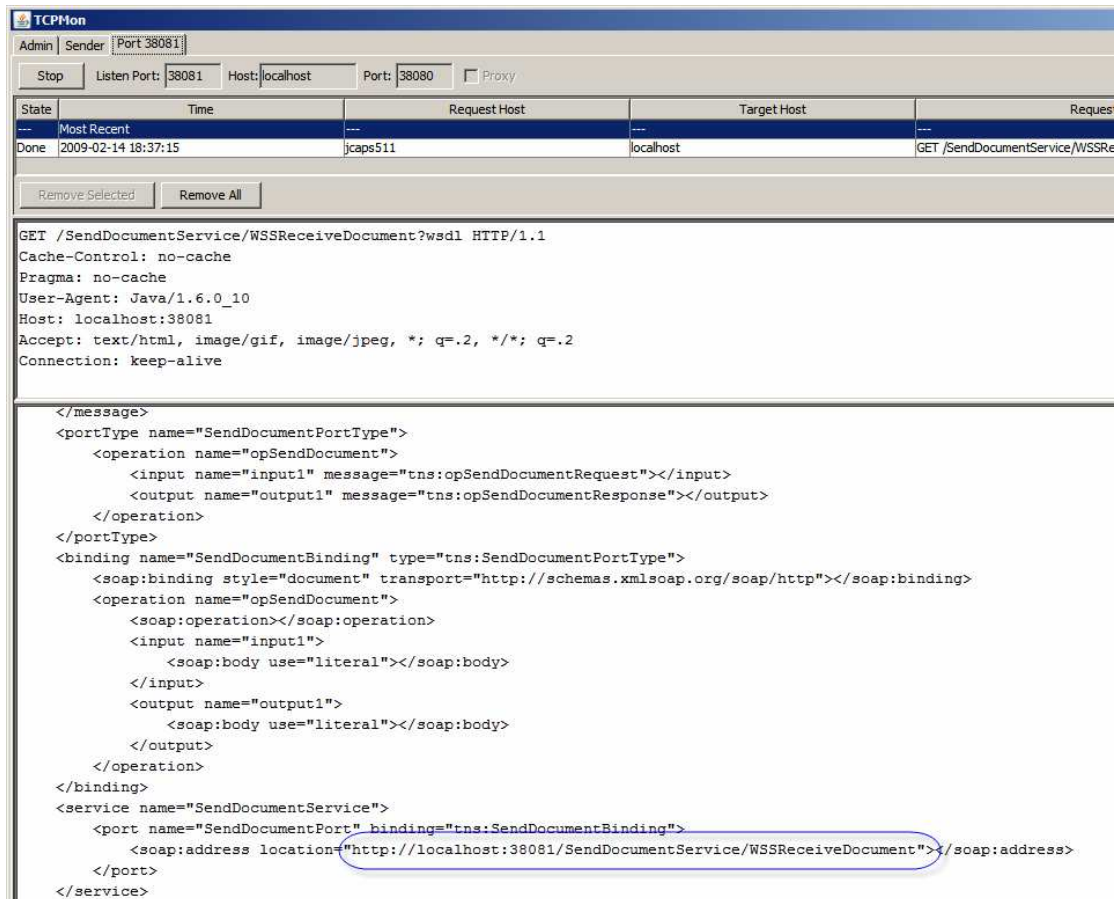 TCPMon
Admin Sender Port 38081
Stop Listen Port: 38081 Host: localhost Port: 38080 Proxy
State Time Request Host Target Host Reques
--- Most Recent --- --- ---
Done 2009-02-14 18:37:15 jcaps511 localhost GET /SendDocumentService/WSSRe
Remove Selected Remove All
GET /SendDocumentService/WSSReceiveDocument?wsdl HTTP/1.1
Cache-Control: no-cache
Pragma: no-cache
User-Agent: Java/1.6.0_10
Host: localhost:38081
Accept: text/html, image/gif, image/jpeg, *; q=.2, */*; q=.2
Connection: keep-alive
</message>
<portType name="SendDocumentPortType">
<operation name="opSendDocument">
<input name="input1" message="tns:opSendDocumentRequest"></input>
<output name="output1" message="tns:opSendDocumentResponse"></output>
</operation>
</portType>
<binding name="SendDocumentBinding" type="tns:SendDocumentPortType">
<soap:binding style="document" transport="http://schemas.xmlsoap.org/soap/http"></soap:binding>
<operation name="opSendDocument">
<soap:operation></soap:operation>
<input name="input1">
<soap:body use="literal"></soap:body>
</input>
<output name="output1">
<soap:body use="literal"></soap:body>
</output>
</operation>
</binding>
<service name="SendDocumentService">
<port name="SendDocumentPort" binding="tns:SendDocumentBinding">
<soap:address location="http://localhost:38081/SendDocumentService/WSSReceiveDocument"></soap:address>
</port>
</service>